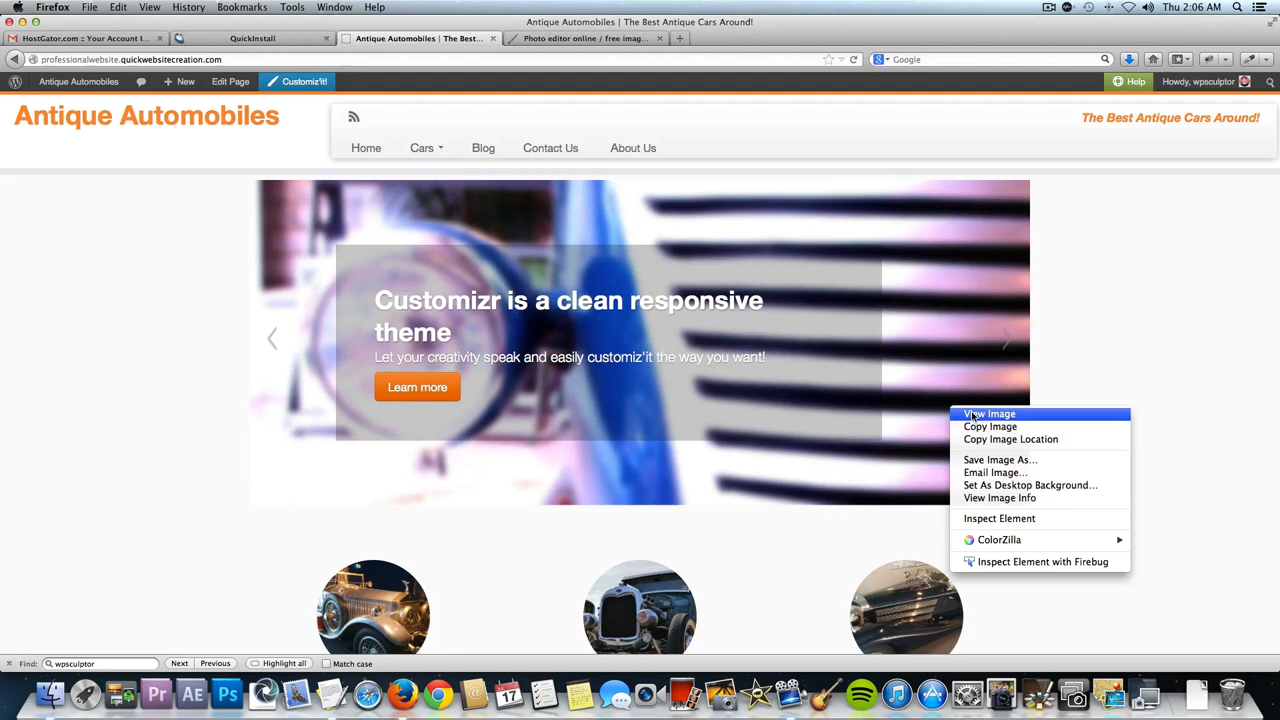 Firefox File Edit View History Bookmarks Tools Window Help Thu 2:06 AM
Antique Automobiles | The Best Antique Cars Around!
HostGator.com :: Your Account I... × QuickInstall × Antique Automobiles | The Best... × Photo editor online / free imag... × +
professionalwebsite.quickwebsitecreation.com Google
Antique Automobiles + New Edit Page Customiz'it! Help Howdy, wpsculptor
Antique Automobiles
The Best Antique Cars Around!
Home Cars Blog Contact Us About Us
Customizr is a clean responsive
theme
Let your creativity speak and easily customiz'it the way you want!
Learn more
View Image
Copy Image
Copy Image Location
Save Image As...
Email Image...
Set As Desktop Background...
View Image Info
Inspect Element
ColorZilla
Inspect Element with Firebug
Find: wpsculptor Next Previous Highlight all Match case
Pr Ae Ps 17